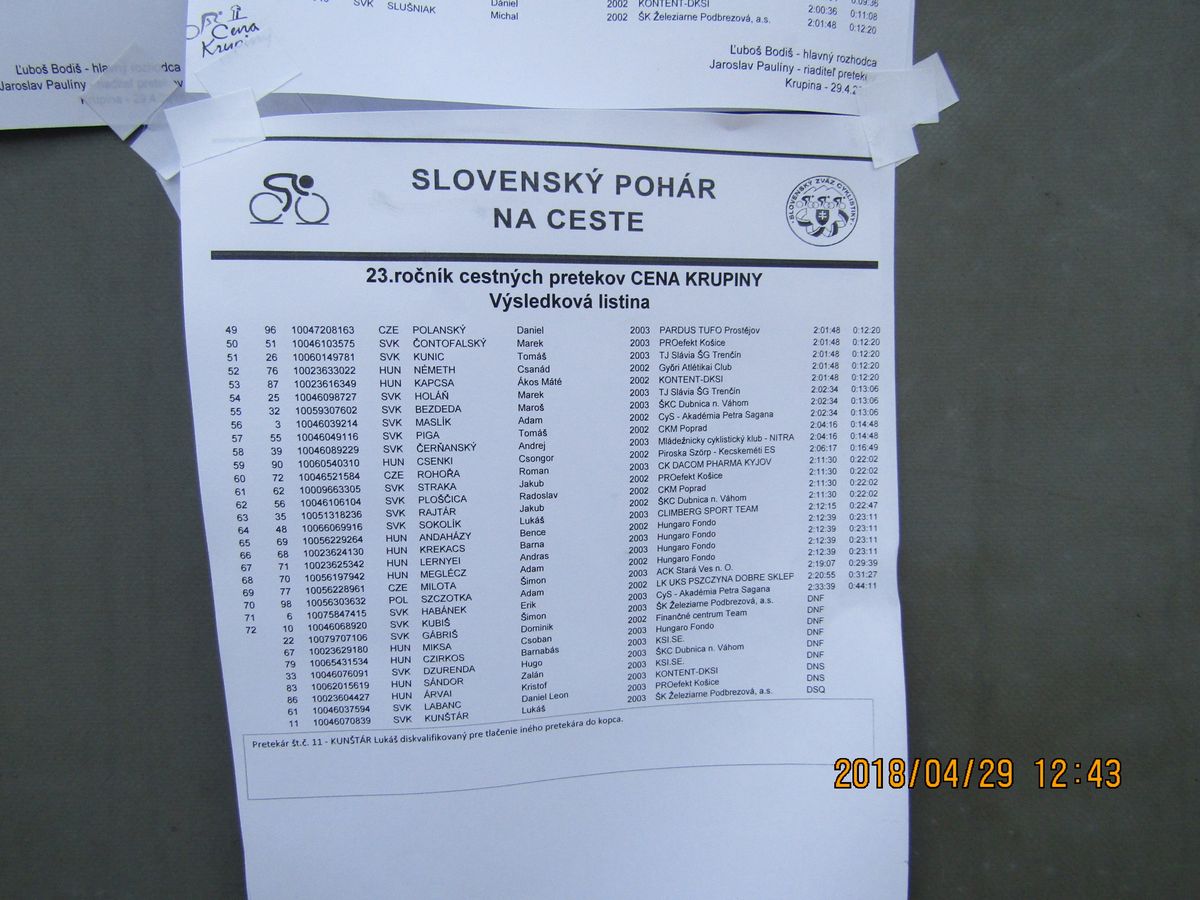 SVK SLUŠNIAK Daniel 2002 KONTENT-DKSI 2:00:36 0:11:08
Michal 2002 ŠK Železiarne Podbrezová, a.s. 2:01:48 0:12:20
Cena
Krupiny
Ľuboš Bodiš - hlavný rozhodca
Jaroslav Paulíny - riaditeľ pretekov
Krupina - 29.4.
Ľuboš Bodiš - hlavný rozhodca
Jaroslav Paulíny - riaditeľ preteko
Krupina - 29.4.2
SLOVENSKÝ POHÁR
NA CESTE
SLOVENSKÝ ZVÄZ CYKLISTIKY
23.ročník cestných pretekov CENA KRUPINY
Výsledková listina
49 96 10047208163 CZE POLANSKÝ Daniel 2003 PARDUS TUFO Prostějov 2:01:48 0:12:20
50 51 10046103575 SVK ČONTOFALSKÝ Marek 2003 PROefekt Košice 2:01:48 0:12:20
51 26 10060149781 SVK KUNIC Tomáš 2003 TJ Slávia ŠG Trenčín 2:01:48 0:12:20
52 76 10023633022 HUN NÉMETH Csanád 2002 Győri Atlétikai Club 2:01:48 0:12:20
53 87 10023616349 HUN KAPCSA Ákos Máté 2002 KONTENT-DKSI 2:01:48 0:12:20
54 25 10046098727 SVK HOLÁŇ Marek 2003 TJ Slávia ŠG Trenčín 2:02:34 0:13:06
55 32 10059307602 SVK BEZDEDA Maroš 2003 ŠKC Dubnica n. Váhom 2:02:34 0:13:06
56 3 10046039214 SVK MASLÍK Adam 2002 CyS - Akadémia Petra Sagana 2:02:34 0:13:06
57 55 10046049116 SVK PIGA Tomáš 2002 CKM Poprad 2:04:16 0:14:48
58 39 10046089229 SVK ČERŇANSKÝ Andrej 2003 Mládežnicky cyklistický klub - NITRA 2:04:16 0:14:48
59 90 10060540310 HUN CSENKI Csongor 2002 Piroska Szörp - Kecskeméti ES 2:06:17 0:16:49
60 72 10046521584 CZE ROHOŘA Roman 2003 CK DACOM PHARMA KYJOV 2:11:30 0:22:02
61 62 10009663305 SVK STRAKA Jakub 2002 PROefekt Košice 2:11:30 0:22:02
62 56 10046106104 SVK PLOŠČICA Radoslav 2002 CKM Poprad 2:11:30 0:22:02
63 35 10051318236 SVK RAJTÁR Jakub 2002 ŠKC Dubnica n. Váhom 2:11:30 0:22:02
64 48 10066069916 SVK SOKOLÍK Lukáš 2003 CLIMBERG SPORT TEAM 2:12:15 0:22:47
65 69 10056229264 HUN ANDAHÁZY Bence 2002 Hungaro Fondo 2:12:39 0:23:11
66 68 10023624130 HUN KREKACS Barna 2003 Hungaro Fondo 2:12:39 0:23:11
67 71 10023625342 HUN LERNYEI Andras 2002 Hungaro Fondo 2:12:39 0:23:11
68 70 10056197942 HUN MEGLÉCZ Adam 2002 Hungaro Fondo 2:12:39 0:23:11
69 77 10056228961 CZE MILOTA Šimon 2003 ACK Stará Ves n. O. 2:19:07 0:29:39
70 98 10056303632 POL SZCZOTKA Adam 2002 LK UKS PSZCZYNA DOBRE SKLEP 2:20:55 0:31:27
71 6 10075847415 SVK HABÁNEK Erik 2003 CyS - Akadémia Petra Sagana 2:33:39 0:44:11
72 10 10046068920 SVK KUBIŠ Šimon 2003 ŠK Železiarne Podbrezová, a.s. DNF
22 10079707106 SVK GÁBRIŠ Dominik 2002 Finančné centrum Team DNF
67 10023629180 HUN MIKSA Csoban 2003 Hungaro Fondo DNF
79 10065431534 HUN CZIRKOS Barnabás 2003 KSI.SE. DNF
33 10046076091 SVK DZURENDA Hugo 2003 ŠKC Dubnica n. Váhom DNF
83 10062015619 HUN SÁNDOR Zalán 2003 KSI.SE. DNF
86 10023604427 HUN ÁRVAI Kristof 2003 KONTENT-DKSI DNS
61 10046037594 SVK LABANC Daniel Leon 2002 PROefekt Košice DNS
11 10046070839 SVK KUNŠTÁR Lukáš 2003 ŠK Železiarne Podbrezová, a.s. DSQ
Pretekár št.č. 11 - KUNŠTÁR Lukáš diskvalifikovaný pre tlačenie iného pretekára do kopca.
2018/04/29 12:43